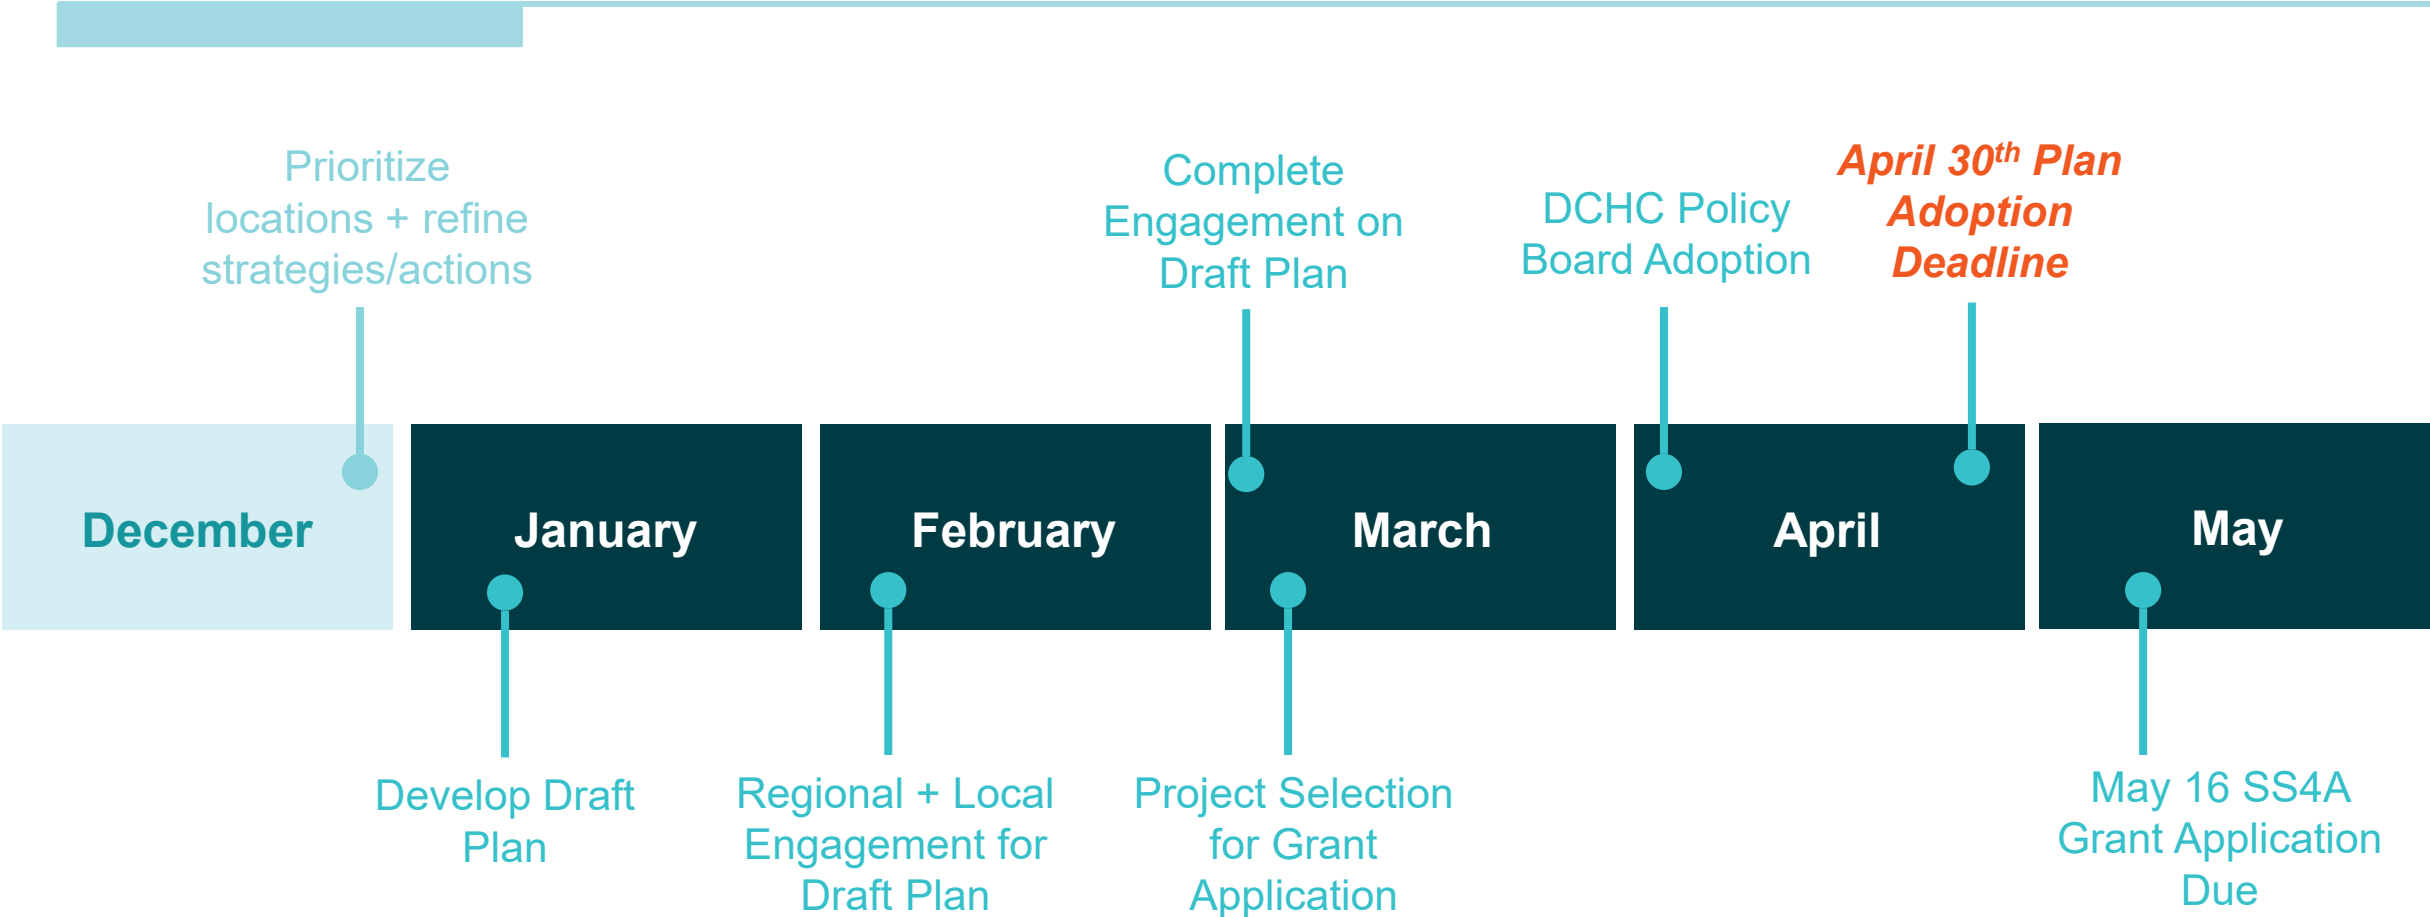 Prioritize
locations + refine
strategies/actions
Complete
Engagement on
Draft Plan
DCHC Policy
Board Adoption
April 30th Plan
Adoption
Deadline
December
January
February
March
April
May
Develop Draft
Plan
Regional + Local
Engagement for
Draft Plan
Project Selection
for Grant
Application
May 16 SS4A
Grant Application
Due